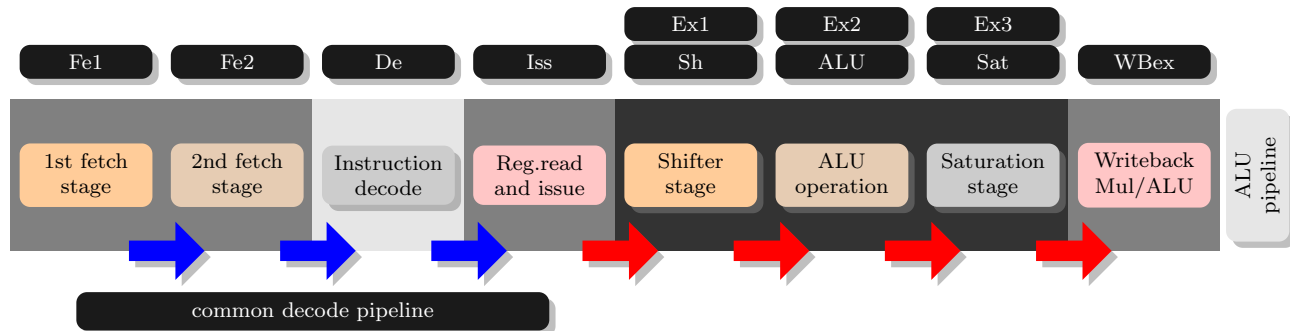 Ex1
Ex2
Ex3
Fe1
Fe2
De
Iss
Sh
ALU
Sat
WBex
1st fetch
stage
2nd fetch
stage
Instruction
decode
Reg.read
and issue
Shifter
stage
ALU
operation
Saturation
stage
Writeback
Mul/ALU
ALU
pipeline
common decode pipeline